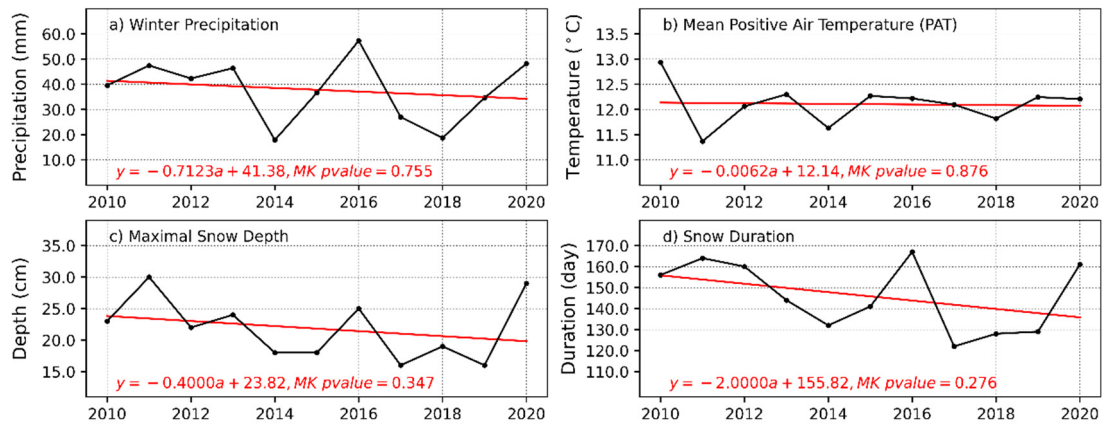 a) Winter Precipitation
Precipitation (mm)
60.0
50.0
40.0
30.0
20.0
10.0
y = −0.7123a + 41.38, MK pvalue = 0.755
2010 2012 2014 2016 2018 2020
b) Mean Positive Air Temperature (PAT)
Temperature (°C)
13.5
13.0
12.5
12.0
11.5
11.0
y = −0.0062a + 12.14, MK pvalue = 0.876
2010 2012 2014 2016 2018 2020
c) Maximal Snow Depth
Depth (cm)
35.0
30.0
25.0
20.0
15.0
y = −0.4000a + 23.82, MK pvalue = 0.347
2010 2012 2014 2016 2018 2020
d) Snow Duration
Duration (day)
170.0
160.0
150.0
140.0
130.0
120.0
110.0
y = −2.0000a + 155.82, MK pvalue = 0.276
2010 2012 2014 2016 2018 2020